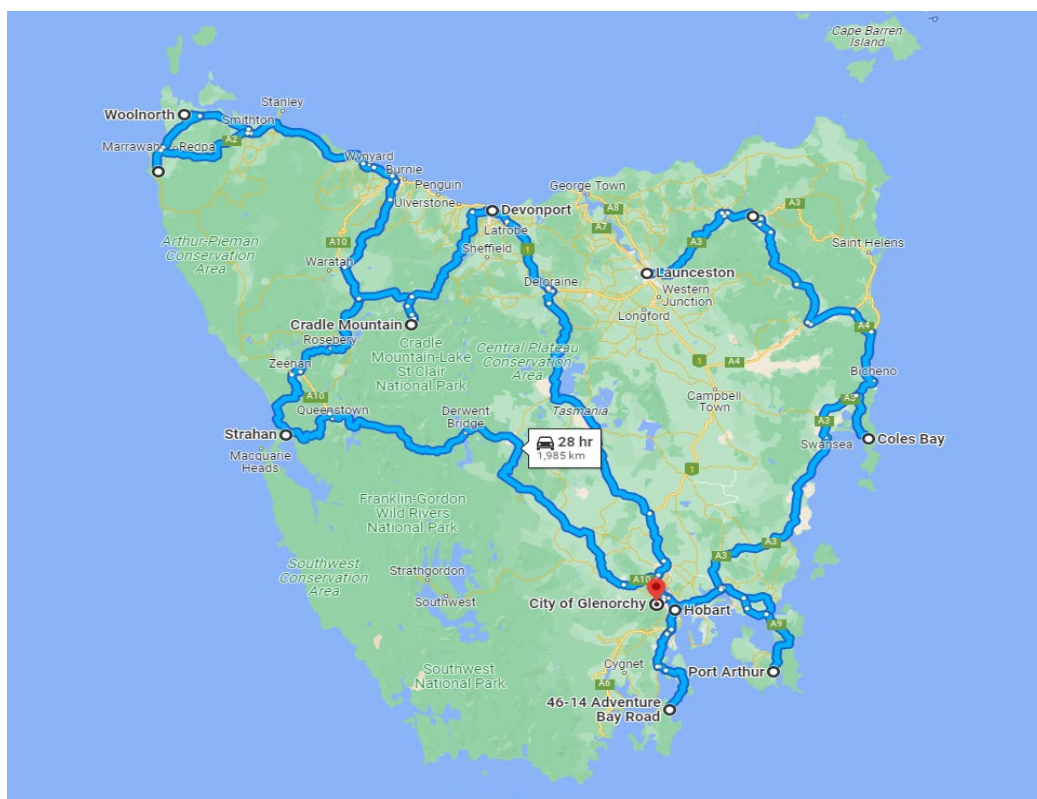 Cape Barren
Island
Stanley
Woolnorth
Smithton
A2
Marrawah
Redpa
Wynyard
Burnie
Penguin
George Town
Ulverstone
Devonport
A8
A3
A7
Latrobe
Arthur-Pieman
Conservation
Area
A10
Sheffield
1
A3
Saint Helens
Waratah
Launceston
Deloraine
Western
Junction
Longford
Cradle Mountain
A4
Rosebery
Cradle
Mountain-Lake
St Clair
National Park
Central Plateau
Conservation
Area
1
A4
Zeehan
Bicheno
A10
Campbell
Town
A3
Queenstown
Derwent
Bridge
Tasmania
A3
Strahan
28 hr
1,985 km
Swansea
Coles Bay
Macquarie
Heads
1
Franklin-Gordon
Wild Rivers
National Park
A3
A3
Southwest
Conservation
Area
Strathgordon
A10
Southwest
City of Glenorchy
Hobart
A9
Southwest
National Park
Cygnet
Port Arthur
A6
46-14 Adventure
Bay Road